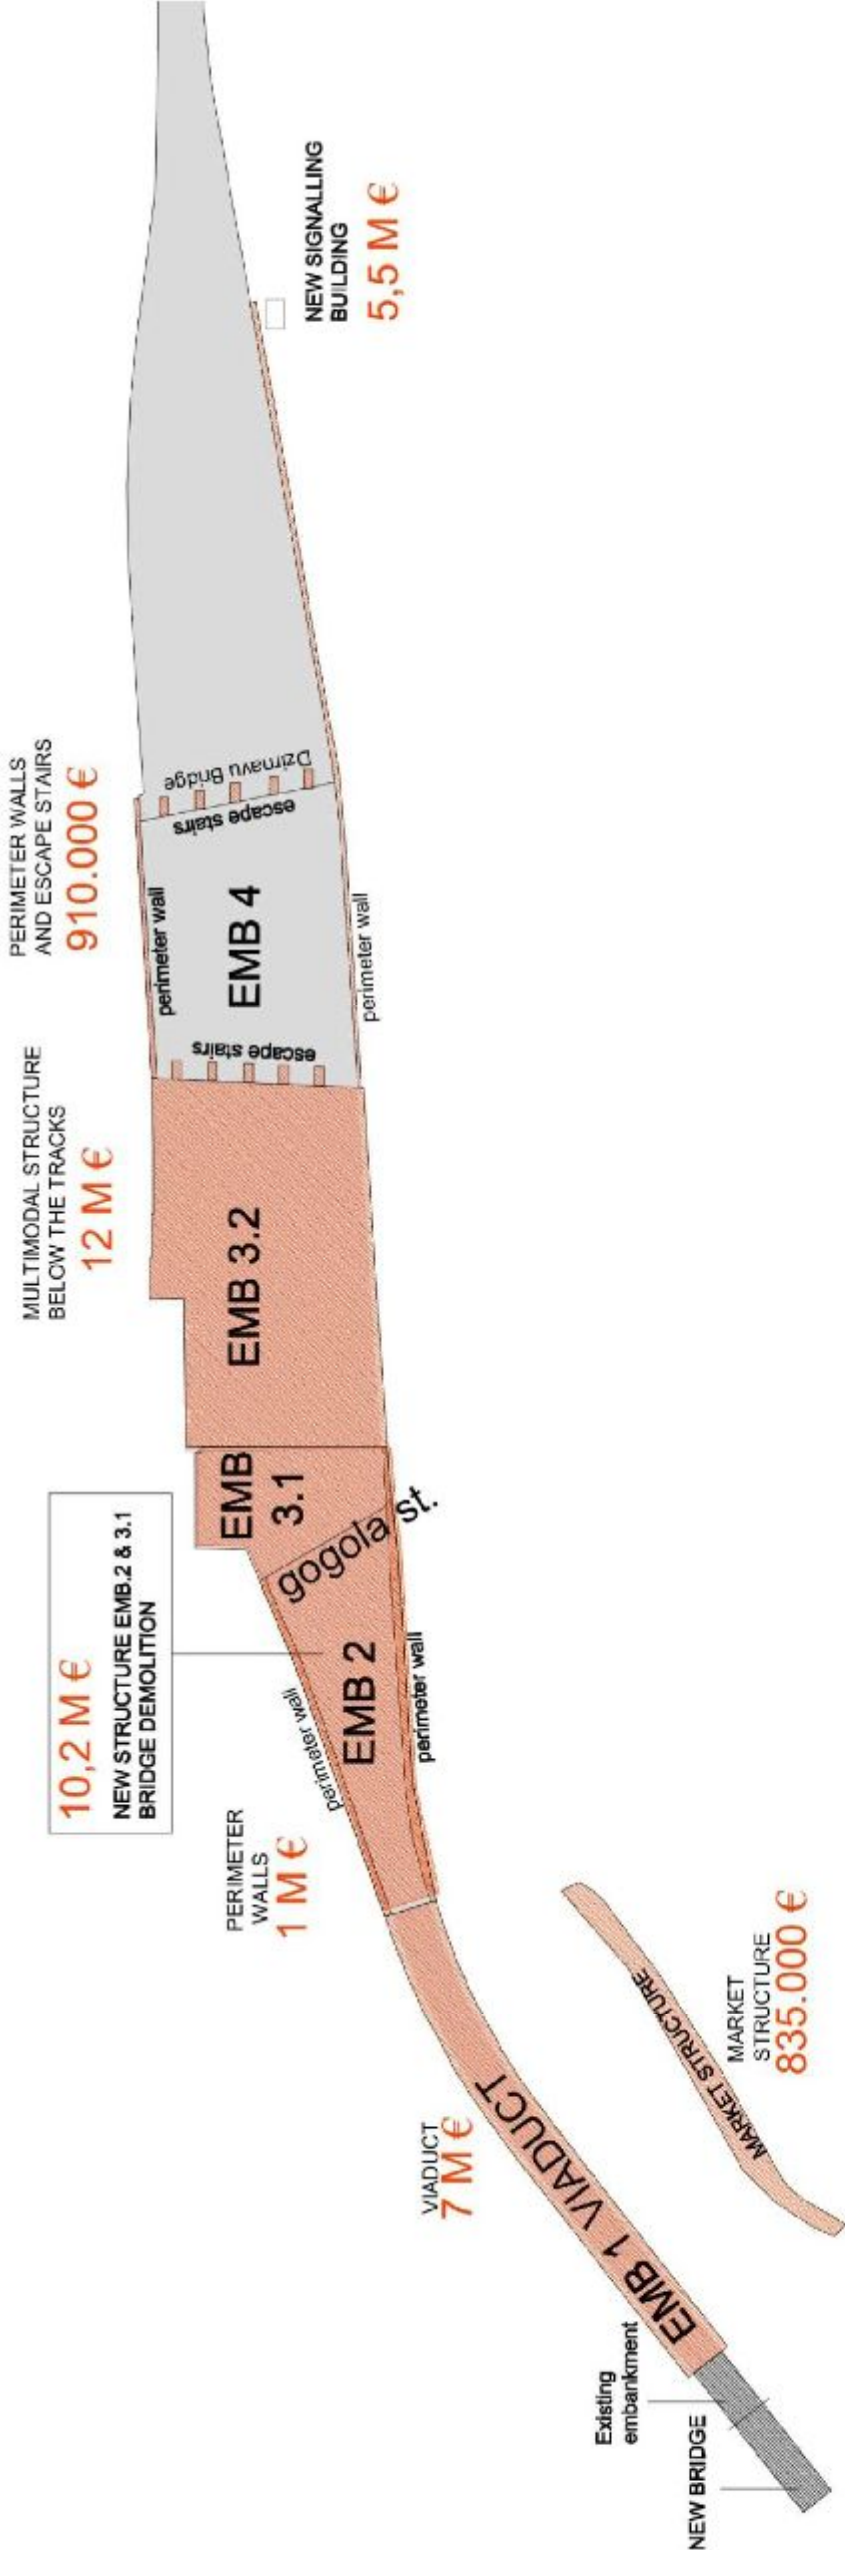 NEW BRIDGE
Existing
embankment
EMB 1 VIADUCT
VIADUCT
7 M €
MARKET STRUCTURE
MARKET
STRUCTURE
835.000 €
PERIMETER
WALLS
1 M €
10,2 M €
NEW STRUCTURE EMB.2 & 3.1
BRIDGE DEMOLITION
perimeter wall
EMB 2
perimeter wall
gogola st.
EMB
3.1
EMB 3.2
MULTIMODAL STRUCTURE
BELOW THE TRACKS
12 M €
PERIMETER WALLS
AND ESCAPE STAIRS
910.000 €
escape stairs
perimeter wall
EMB 4
perimeter wall
escape stairs
Dzirnavu Bridge
NEW SIGNALLING
BUILDING
5,5 M €